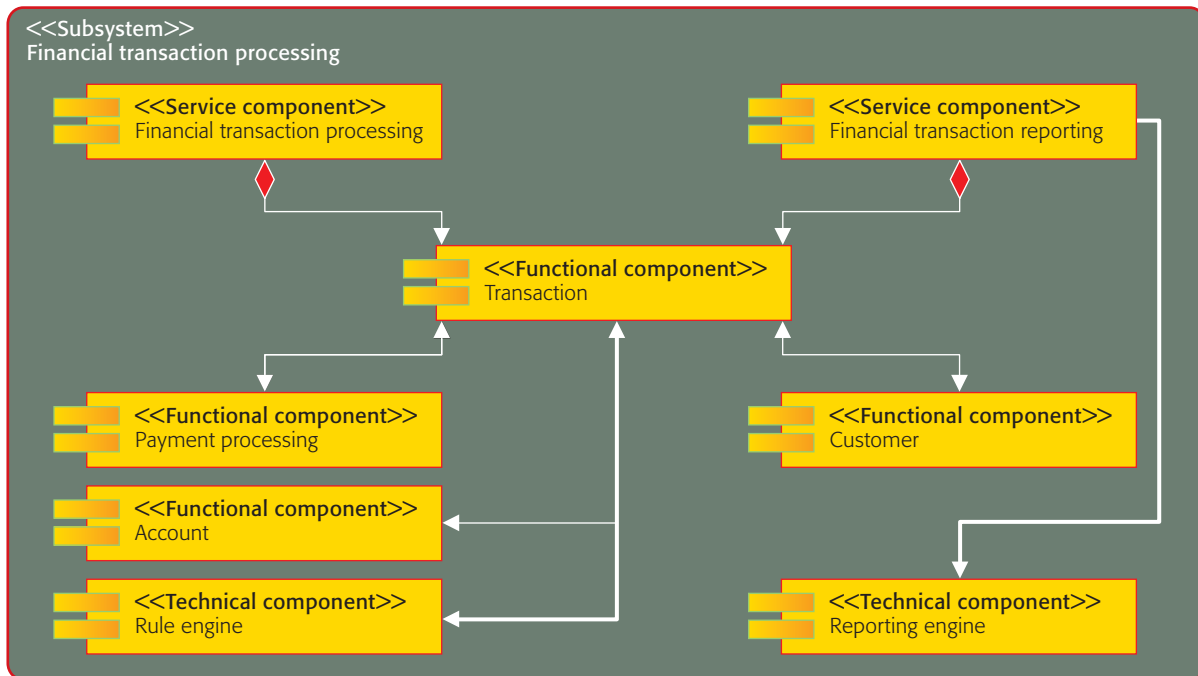 <<Subsystem>>
Financial transaction processing
<<Service component>>
Financial transaction processing
<<Service component>>
Financial transaction reporting
<<Functional component>>
Transaction
<<Functional component>>
Payment processing
<<Functional component>>
Customer
<<Functional component>>
Account
<<Technical component>>
Rule engine
<<Technical component>>
Reporting engine